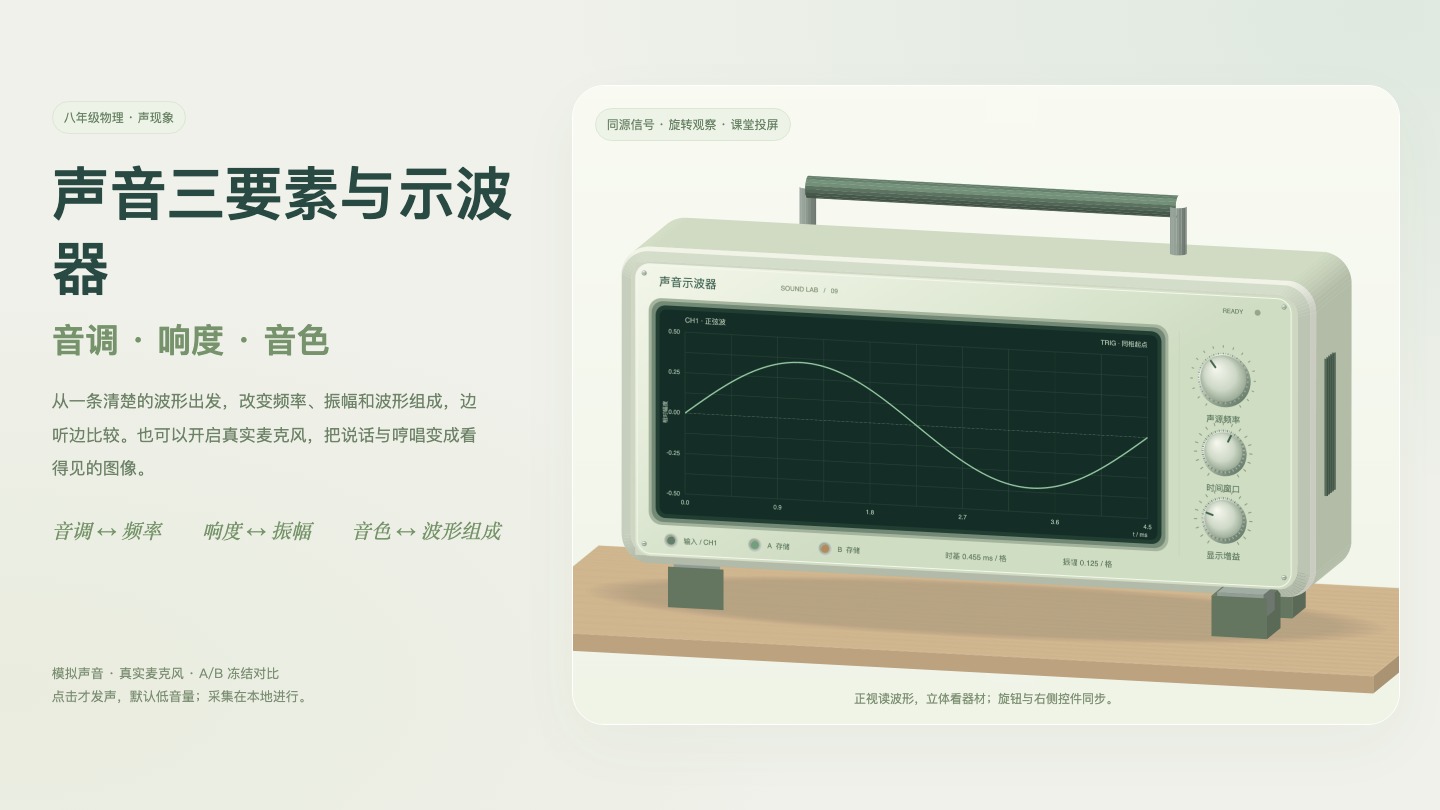 八年级物理 · 声现象
声音三要素与示波
器
音调 · 响度 · 音色
从一条清楚的波形出发，改变频率、振幅和波形组成，边
听边比较。也可以开启真实麦克风，把说话与哼唱变成看
得见的图像。
音调 ↔ 频率 响度 ↔ 振幅 音色 ↔ 波形组成
模拟声音 · 真实麦克风 · A/B 冻结对比
点击才发声，默认低音量；采集在本地进行。
同源信号 · 旋转观察 · 课堂投屏
声音示波器 SOUND LAB / 09
READY
CH1 · 正弦波
TRIG · 同相起点
0.50
0.25
0.00
-0.25
-0.50
0.0 0.9 1.8 2.7 3.6 4.5
t / ms
声源频率
时间窗口
显示增益
输入 / CH1 A 存储 B 存储 时基 0.455 ms / 格 0.125 / 格
正视读波形，立体看器材；旋钮与右侧控件同步。